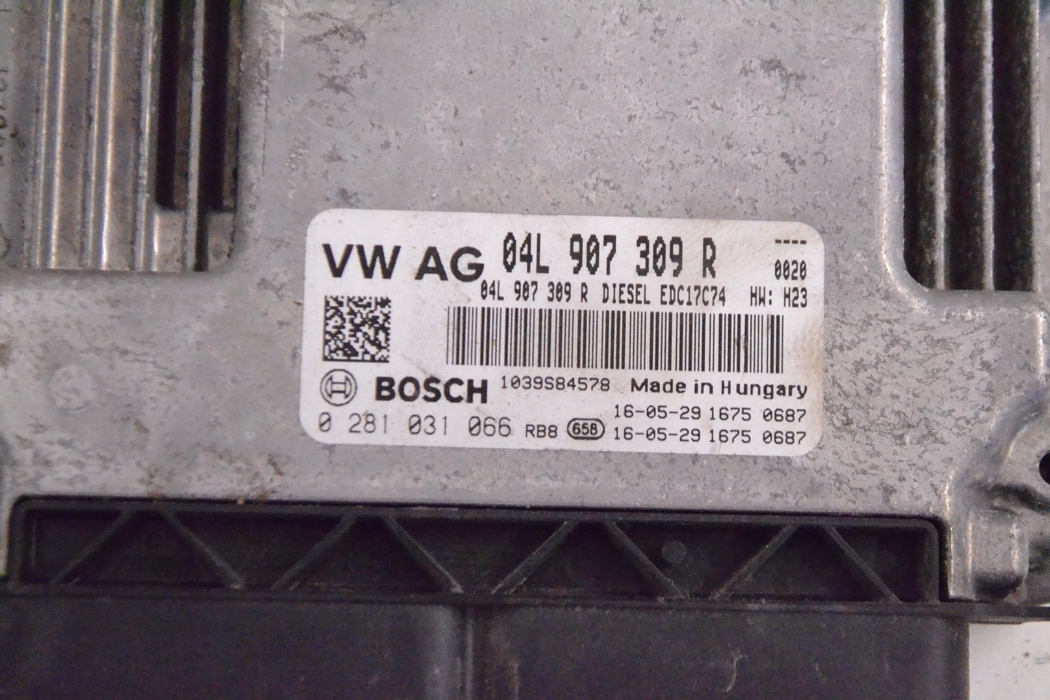 VW AG 04L 907 309 R ----
0020
04L 907 309 R DIESEL EDC17C74 HW: H23
BOSCH 1039S84578 Made in Hungary
16-05-29 1675 0687
0 281 031 066 RB8 658 16-05-29 1675 0687